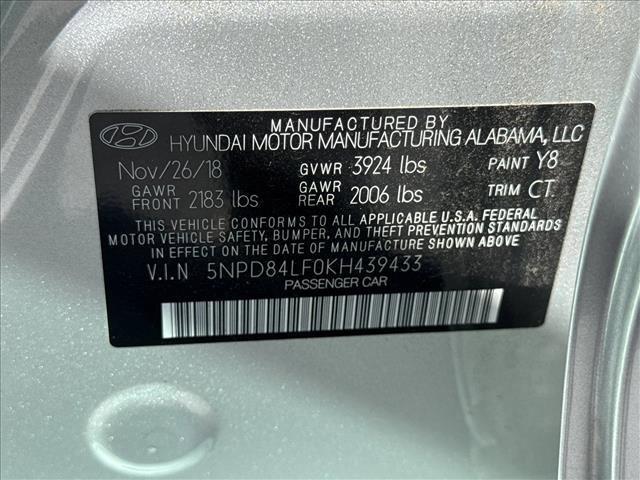 MANUFACTURED BY
HYUNDAI MOTOR MANUFACTURING ALABAMA, LLC
Nov/26/18 GVWR 3924 lbs PAINT Y8
GAWR FRONT 2183 lbs GAWR REAR 2006 lbs TRIM CT
THIS VEHICLE CONFORMS TO ALL APPLICABLE U.S.A. FEDERAL
MOTOR VEHICLE SAFETY, BUMPER, AND THEFT PREVENTION STANDARDS
IN EFFECT ON THE DATE OF MANUFACTURE SHOWN ABOVE.
V.I.N 5NPD84LF0KH439433
PASSENGER CAR